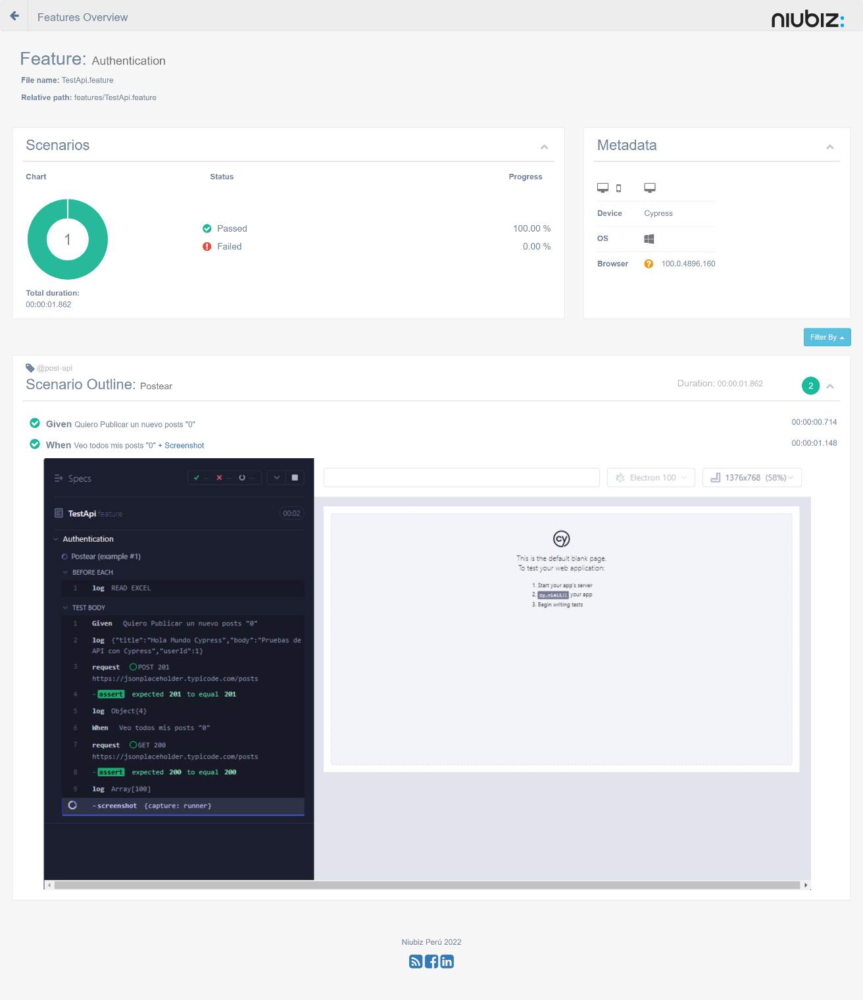 Features Overview
niubiz:
Feature: Authentication
File name: TestApi.feature
Relative path: features/TestApi.feature
Scenarios
Chart Status Progress
1
Passed 100.00 %
Failed 0.00 %
Total duration:
00:00:01.862
Metadata
Device Cypress
OS
Browser 100.0.4896.160
Filter By
@post-api
Scenario Outline: Postear
Duration: 00:00:01.862
2
Given Quiero Publicar un nuevo posts "0" 00:00:00.714
When Veo todos mis posts "0" + Screenshot 00:00:01.148
Specs
-- -- --
TestApi feature 00:02
Authentication
Postear (example #1)
BEFORE EACH
1 log READ EXCEL
TEST BODY
1 Given Quiero Publicar un nuevo posts "0"
2 log {"title":"Hola Mundo Cypress","body":"Pruebas de
API con Cypress","userId":1}
3 request POST 201
https://jsonplaceholder.typicode.com/posts
4 -assert expected 201 to equal 201
5 log Object{4}
6 When Veo todos mis posts "0"
7 request GET 200
https://jsonplaceholder.typicode.com/posts
8 -assert expected 200 to equal 200
9 log Array[100]
-screenshot {capture: runner}
Electron 100
1376x768 (58%)
cy
This is the default blank page.
To test your web application:
1. Start your app's server
2. cy.visit() your app
3. Begin writing tests
Niubiz Perú 2022